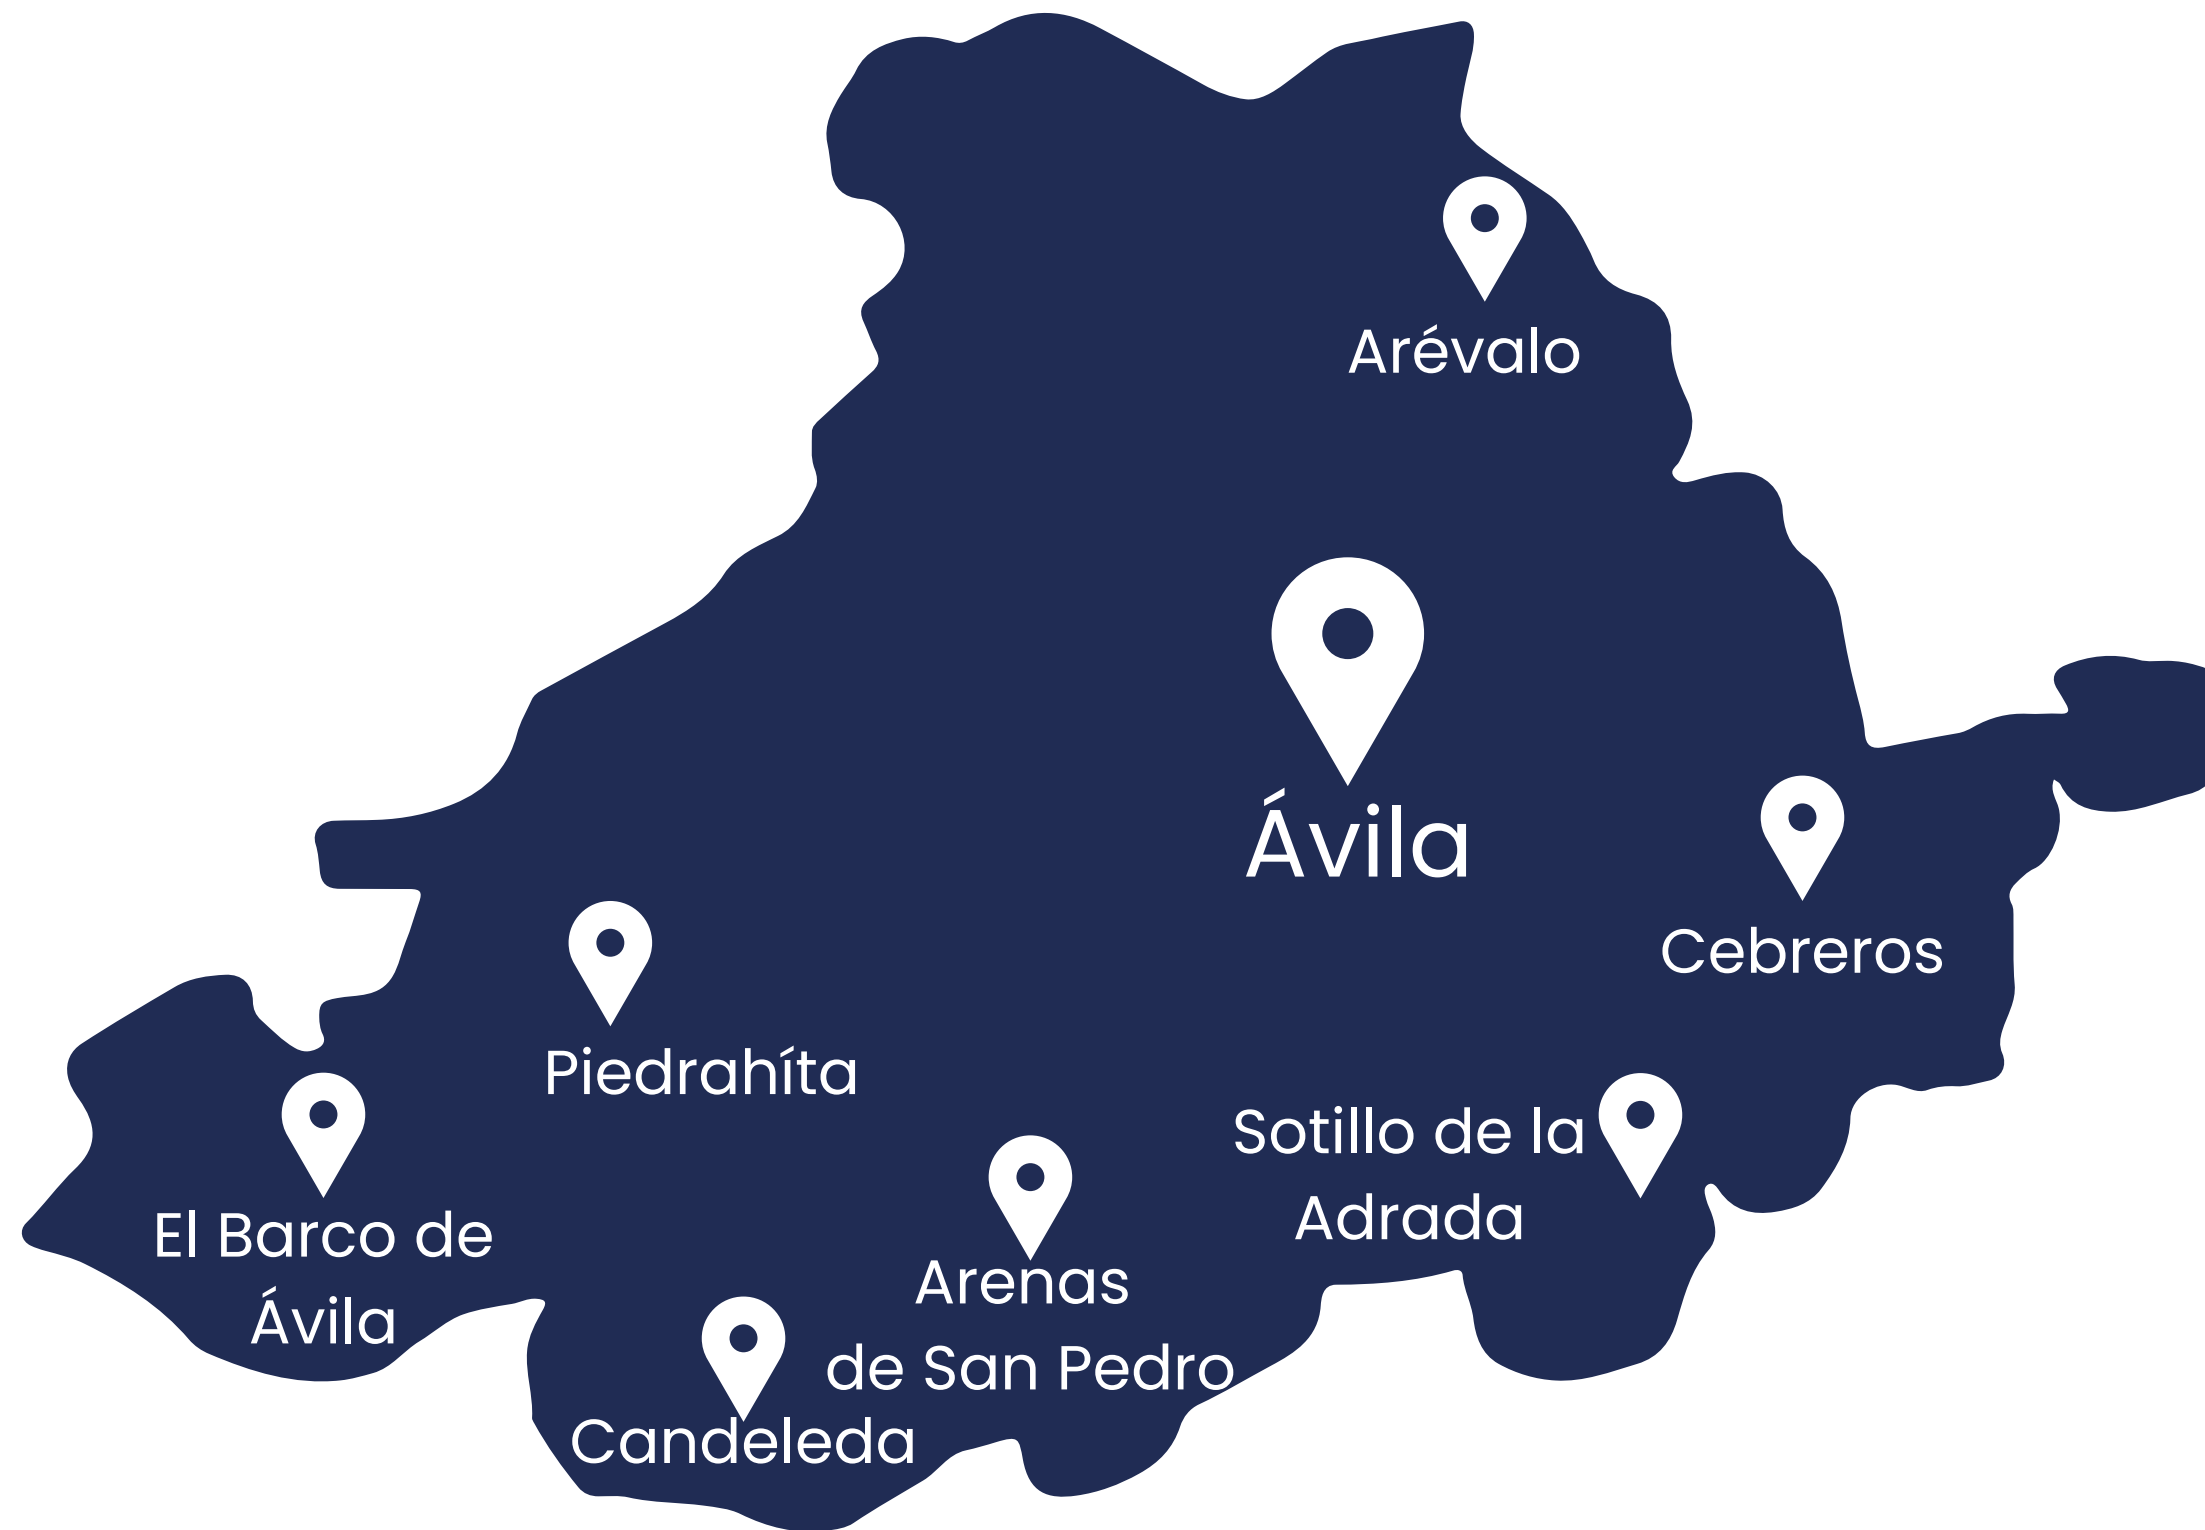 Arévalo
Ávila
Cebreros
Piedrahíta
Sotillo de la
Adrada
El Barco de
Ávila
Arenas
de San Pedro
Candeleda